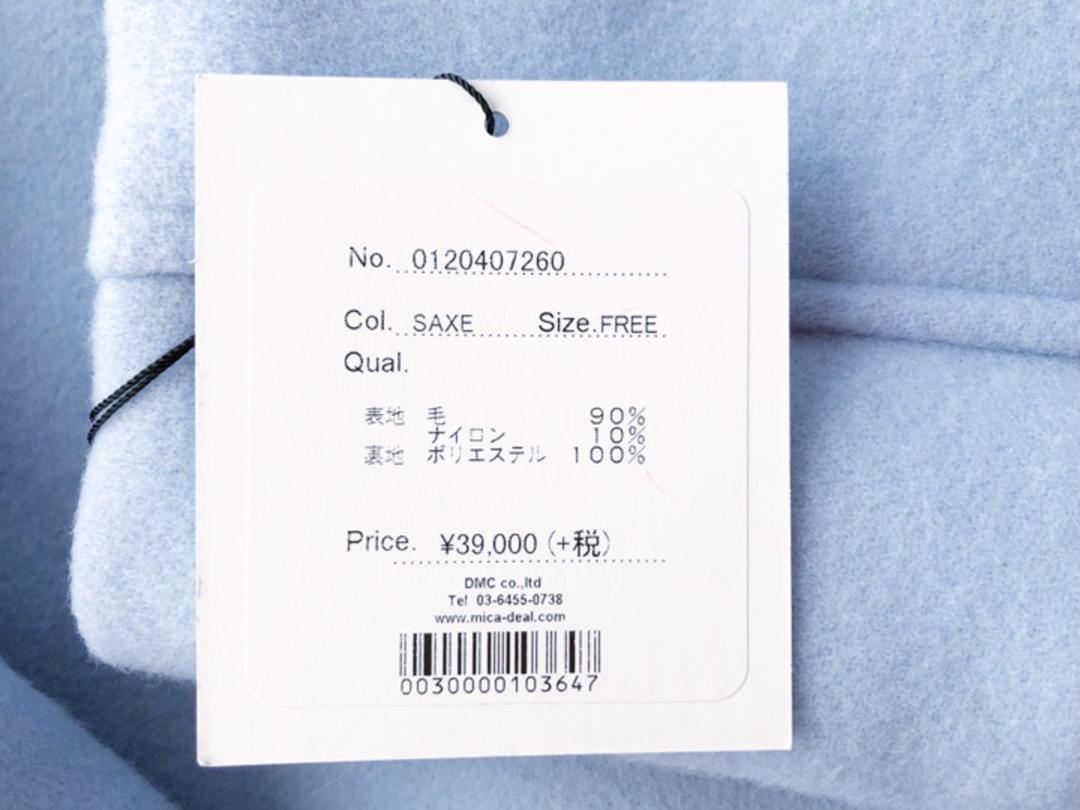 No. 0120407260
Col. SAXE Size.FREE
Qual.
表地 毛 90%
ナイロン 10%
裏地 ポリエステル 100%
Price. ¥39,000(+税)
DMC co.,ltd
Tel 03-6455-0738
www.mica-deal.com
0030000103647